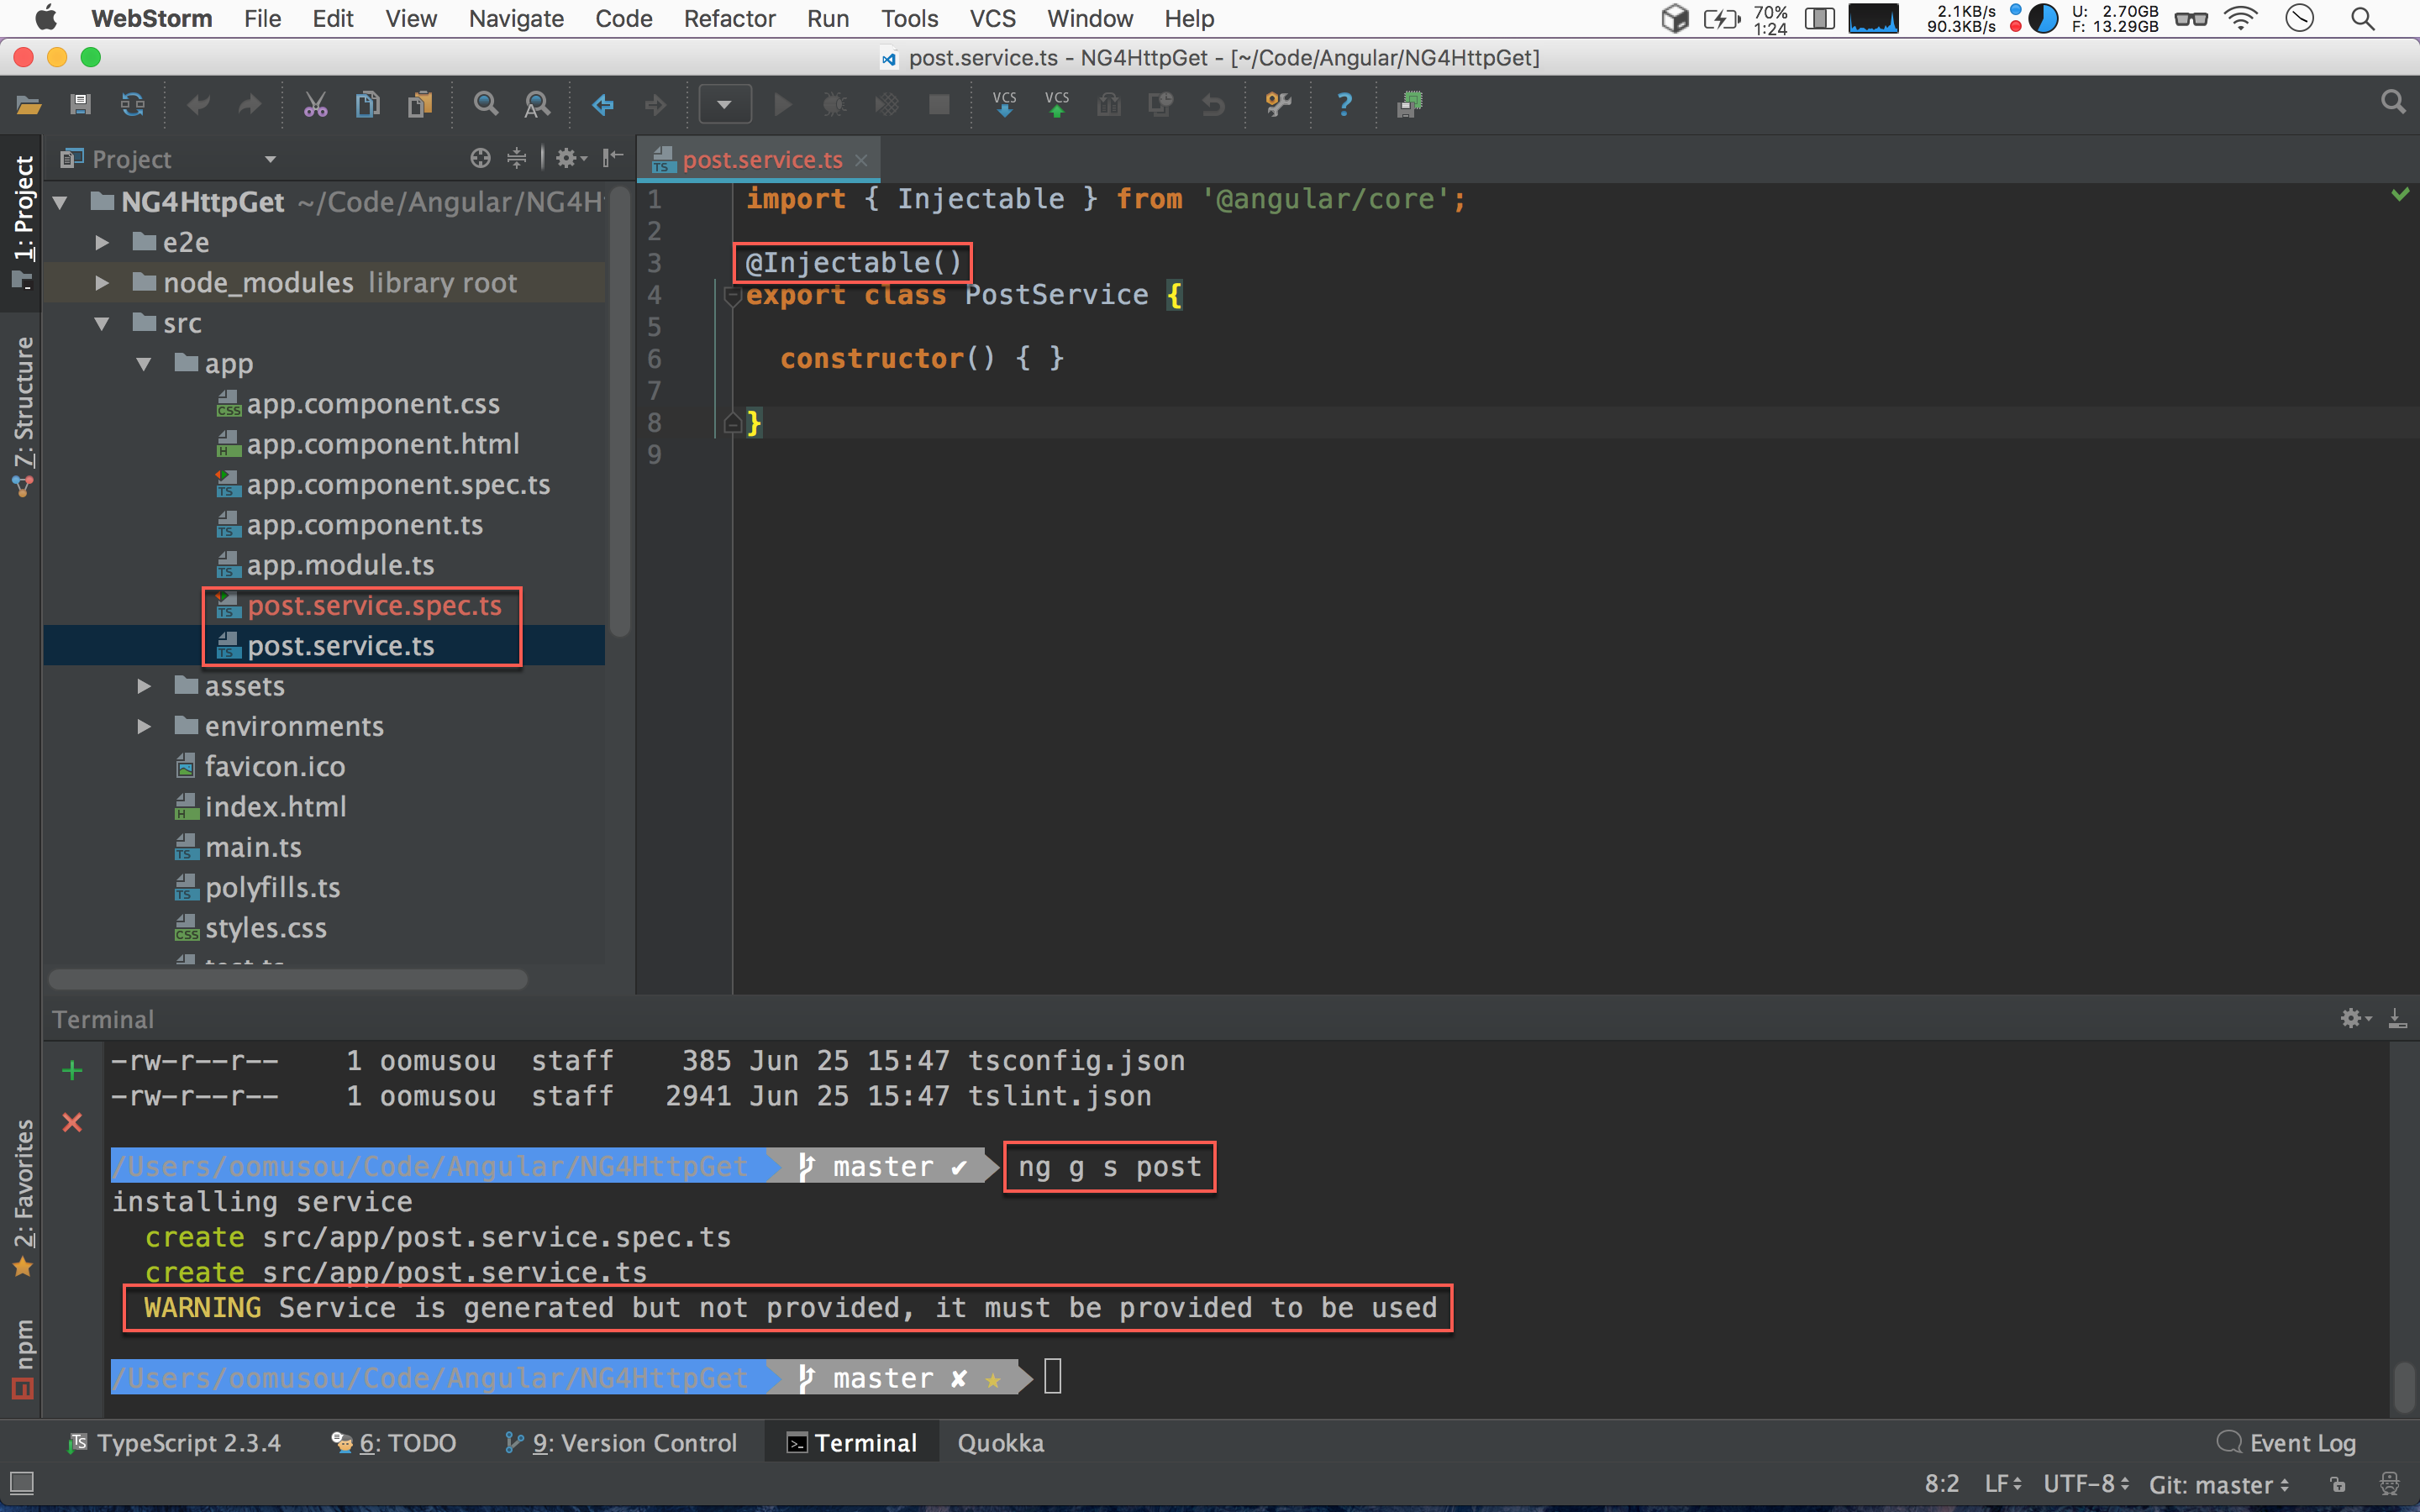 WebStorm File Edit View Navigate Code Refactor Run Tools VCS Window Help 70% 1:24 2.1KB/s 90.3KB/s U: 2.70GB F: 13.29GB
post.service.ts - NG4HttpGet - [~/Code/Angular/NG4HttpGet]
VCS VCS
1: Project
7: Structure
2: Favorites
npm
Project
NG4HttpGet ~/Code/Angular/NG4H
e2e
node_modules library root
src
app
app.component.css
app.component.html
app.component.spec.ts
app.component.ts
app.module.ts
post.service.spec.ts
post.service.ts
assets
environments
favicon.ico
index.html
main.ts
polyfills.ts
styles.css
test.ts
post.service.ts
1 import { Injectable } from '@angular/core';
2
3 @Injectable()
4 export class PostService {
5
6 constructor() { }
7
8 }
9
Terminal
-rw-r--r-- 1 oomusou staff 385 Jun 25 15:47 tsconfig.json
-rw-r--r-- 1 oomusou staff 2941 Jun 25 15:47 tslint.json
/Users/oomusou/Code/Angular/NG4HttpGet master ✔ ng g s post
installing service
create src/app/post.service.spec.ts
create src/app/post.service.ts
WARNING Service is generated but not provided, it must be provided to be used
/Users/oomusou/Code/Angular/NG4HttpGet master ✘ ★
TypeScript 2.3.4 6: TODO 9: Version Control Terminal Quokka Event Log
8:2 LF UTF-8 Git: master